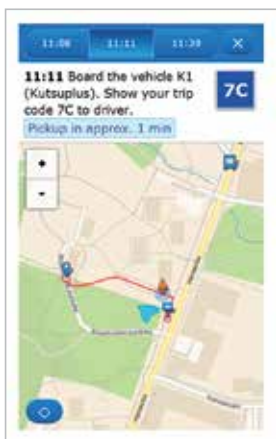 11:06 11:11 11:20 ×
11:11 Board the vehicle K1
(Kutsuplus). Show your trip
code 7C to driver.
7C
Pickup in approx. 1 min
+
-